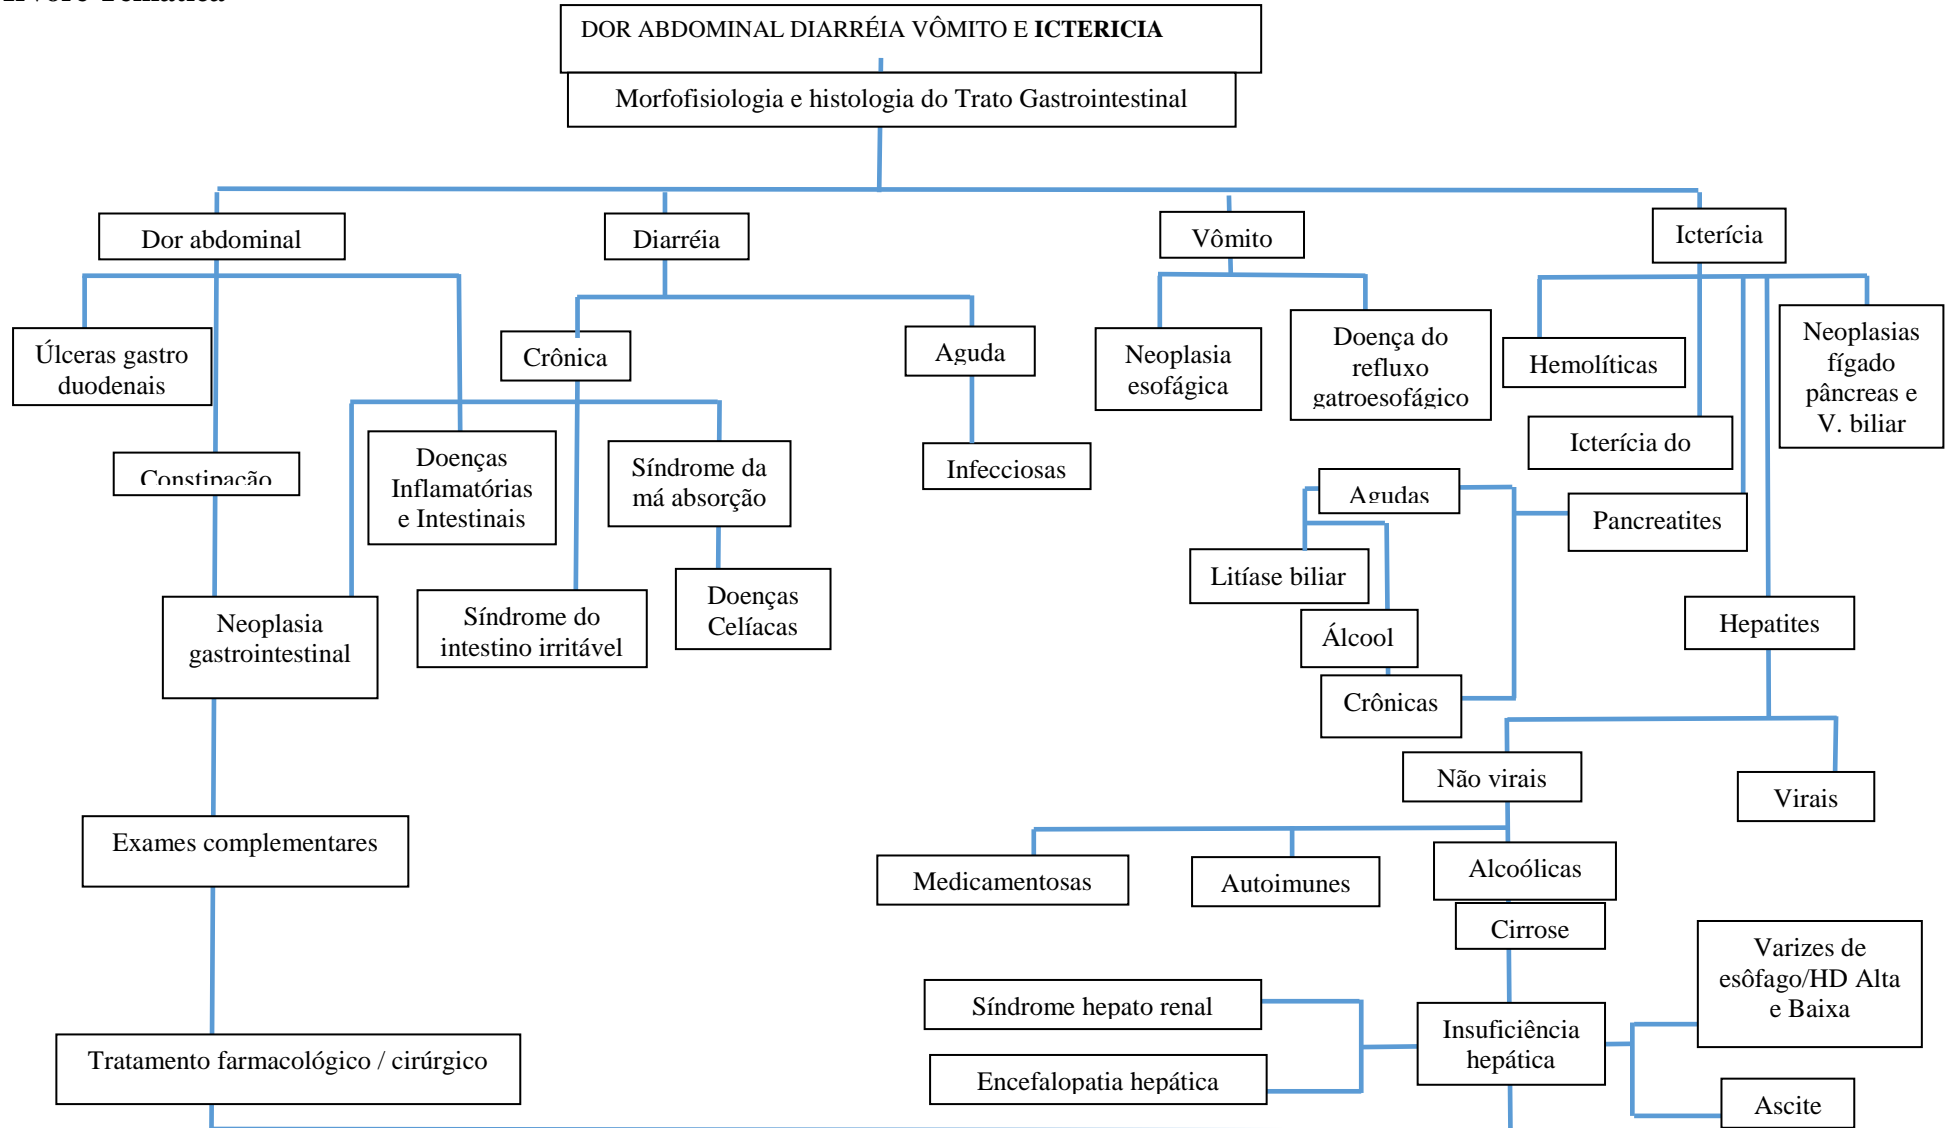 DOR ABDOMINAL DIARRÉIA VÔMITO E ICTERICIA
Morfofisiologia e histologia do Trato Gastrointestinal
Dor abdominal
Diarréia
Vômito
Icterícia
Úlceras gastro
duodenais
Crônica
Aguda
Neoplasia
esofágica
Doença do
refluxo
gatroesofágico
Hemolíticas
Neoplasias
fígado
pâncreas e
V. biliar
Constipação
Doenças
Inflamatórias
e Intestinais
Síndrome da
má absorção
Infecciosas
Icterícia do
Agudas
Pancreatites
Litíase biliar
Álcool
Crônicas
Neoplasia
gastrointestinal
Síndrome do
intestino irritável
Doenças
Celíacas
Hepatites
Não virais
Virais
Exames complementares
Medicamentosas
Autoimunes
Alcoólicas
Cirrose
Varizes de
esôfago/HD Alta
e Baixa
Síndrome hepato renal
Insuficiência
hepática
Encefalopatia hepática
Tratamento farmacológico / cirúrgico
Ascite